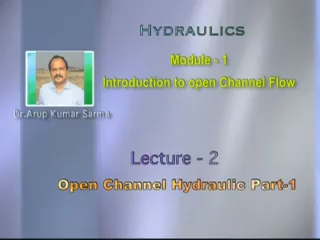 Hydraulics
Module - 1
Introduction to open Channel Flow
Dr.Arup Kumar Sarma
Lecture - 2
Open Channel Hydraulic Part-1